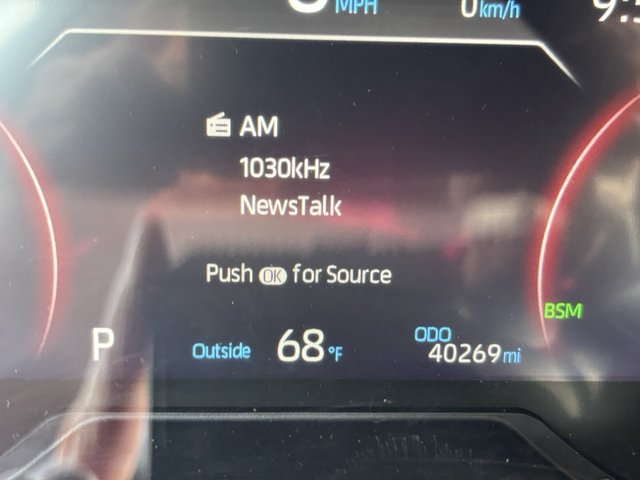 MPH 0km/h
AM
1030kHz
NewsTalk
Push OK for Source
BSM
P Outside 68°F ODO
40269mi